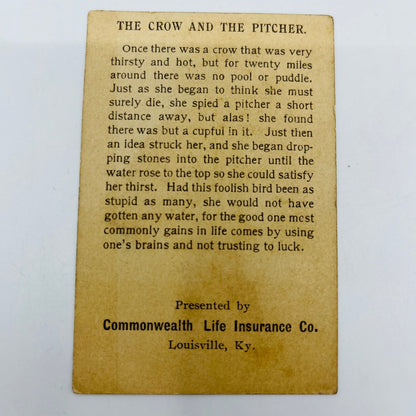 THE CROW AND THE PITCHER.
Once there was a crow that was very
thirsty and hot, but for twenty miles
around there was no pool or puddle.
Just as she began to think she must
surely die, she spied a pitcher a short
distance away, but alas! she found
there was but a cupful in it. Just then
an idea struck her, and she began drop-
ping stones into the pitcher until the
water rose to the top so she could satisfy
her thirst. Had this foolish bird been as
stupid as many, she would not have
gotten any water, for the good one most
commonly gains in life comes by using
one's brains and not trusting to luck.
Presented by
Commonwealth Life Insurance Co.
Louisville, Ky.